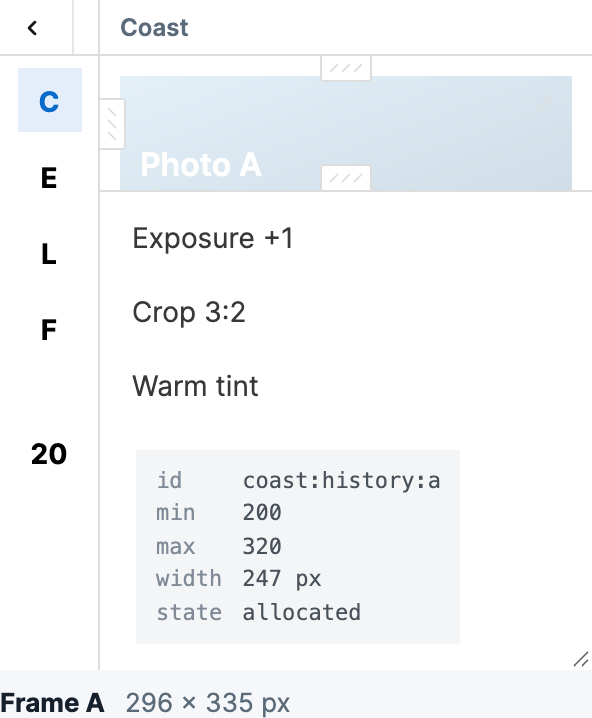 Coast
C
E
L
F
20
Photo A
Exposure +1
Crop 3:2
Warm tint
id coast:history:a
min 200
max 320
width 247 px
state allocated
Frame A 296 × 335 px